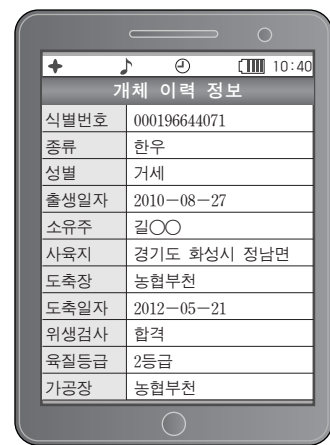 10:40
개체 이력 정보
식별번호 000196644071
종류 한우
성별 거세
출생일자 2010-08-27
소유주 길○○
사육지 경기도 화성시 정남면
도축장 농협부천
도축일자 2012-05-21
위생검사 합격
육질등급 2등급
가공장 농협부천